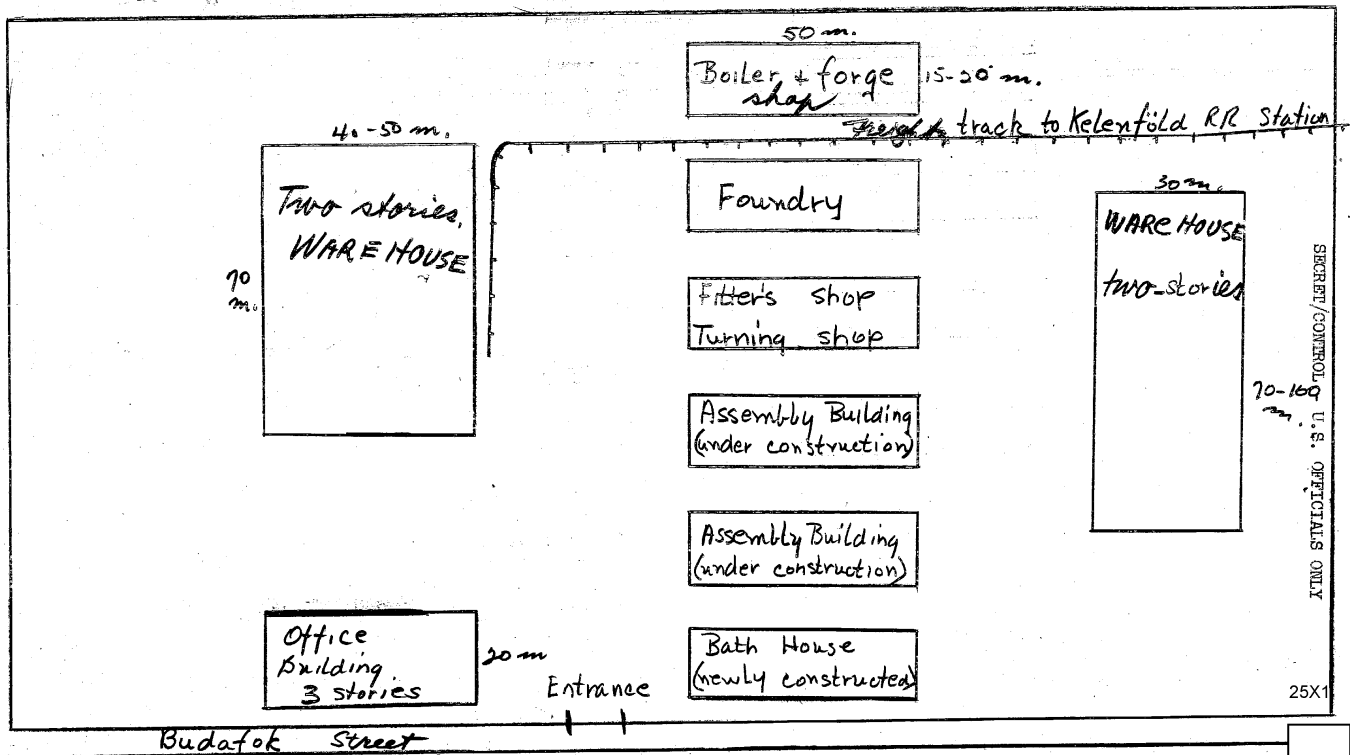 50 m.
Boiler + forge
shop
15-20 m.
Freight track to Kelenföld RR Station
40-50 m.
Two stories.
WAREHOUSE
70
m.
Foundry
30 m.
WAREHOUSE
two-stories
70-100
m.
Fitter's shop
Turning shop
Assembly Building
(under construction)
Assembly Building
(under construction)
Office
Building
3 stories
20 m
Entrance
Bath House
(newly constructed)
Budafok Street
SECRET/CONTROL U.S. OFFICIALS ONLY
25X1